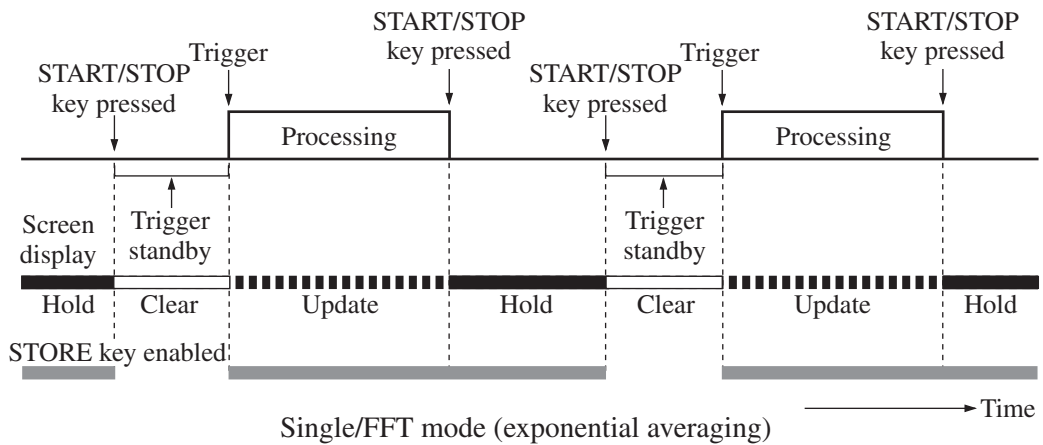 START/STOP
key pressed
Trigger
START/STOP
key pressed
START/STOP
key pressed
Trigger
START/STOP
key pressed
Processing
Processing
Trigger
standby
Trigger
standby
Screen
display
Hold
Clear
Update
Hold
Clear
Update
Hold
STORE key enabled
Time
Single/FFT mode (exponential averaging)